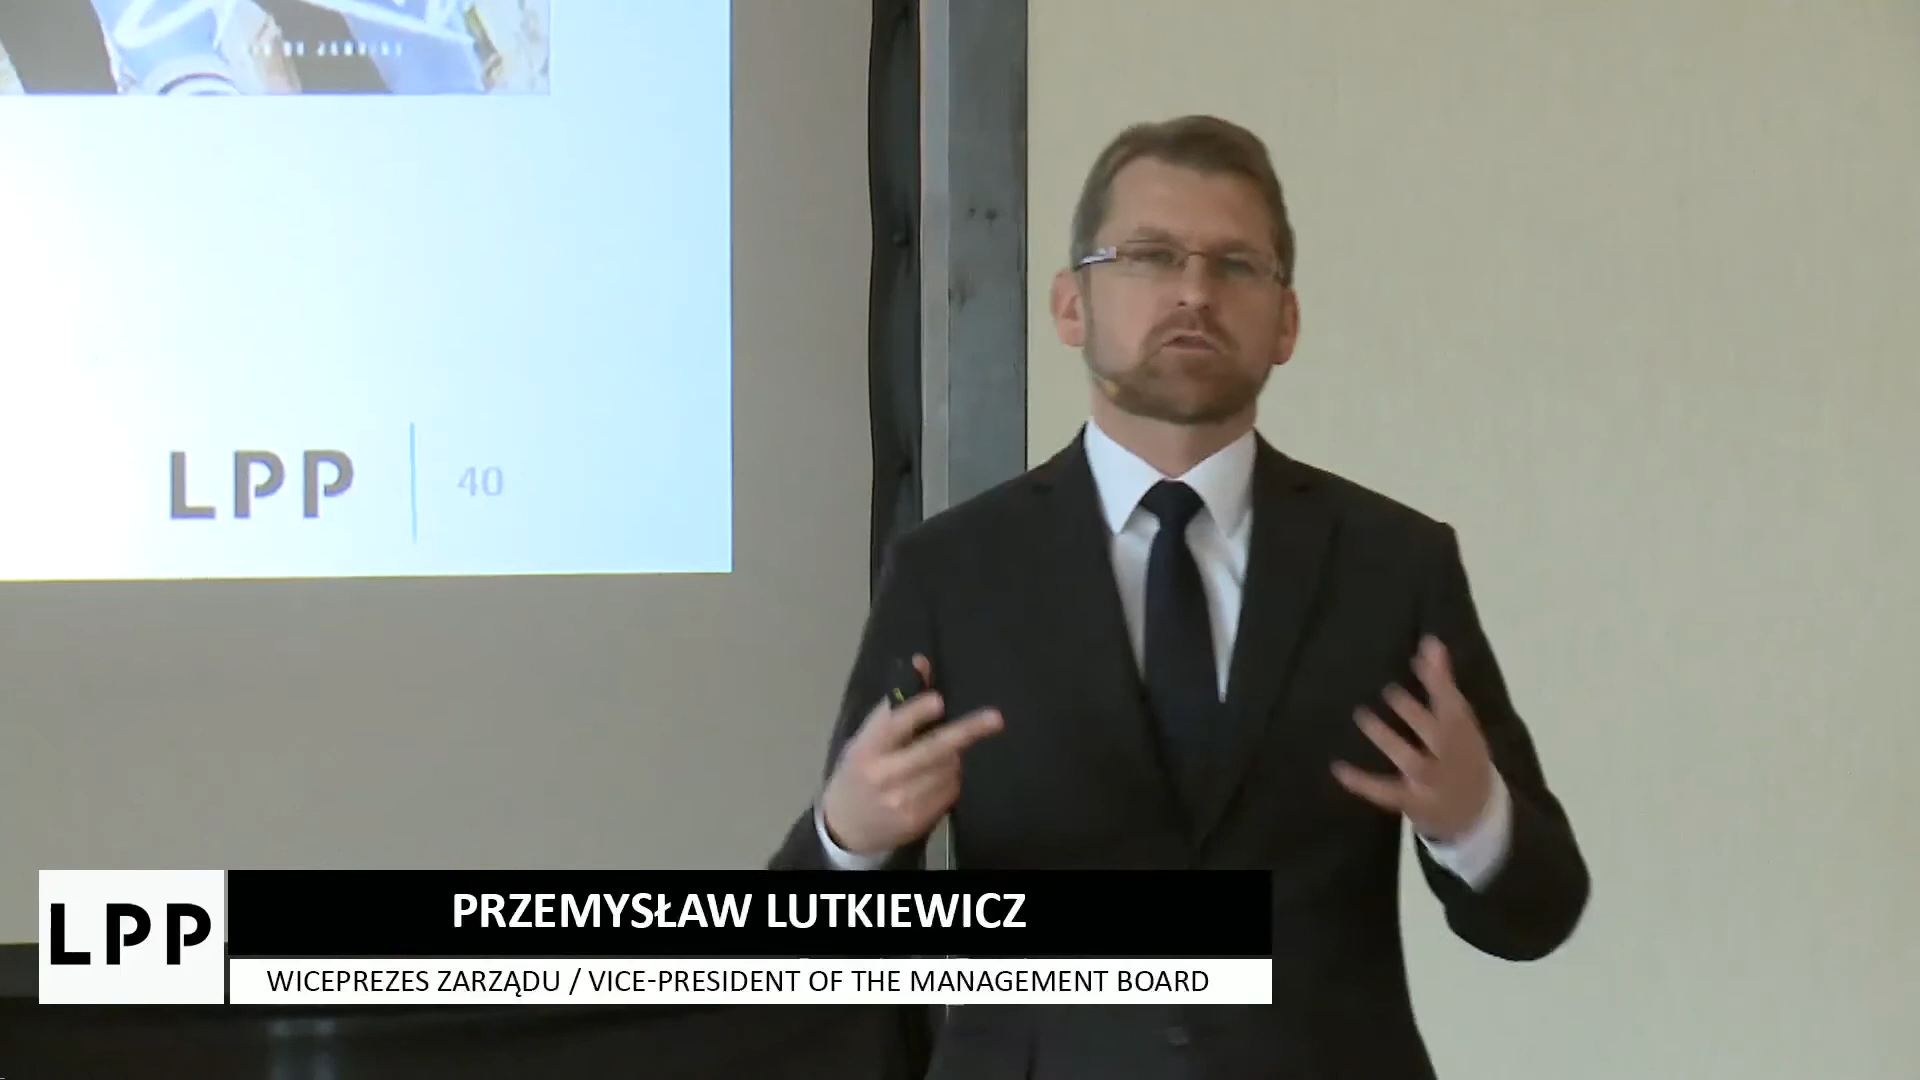 LPP | 40
LPP
PRZEMYSŁAW LUTKIEWICZ
WICEPREZES ZARZĄDU / VICE-PRESIDENT OF THE MANAGEMENT BOARD